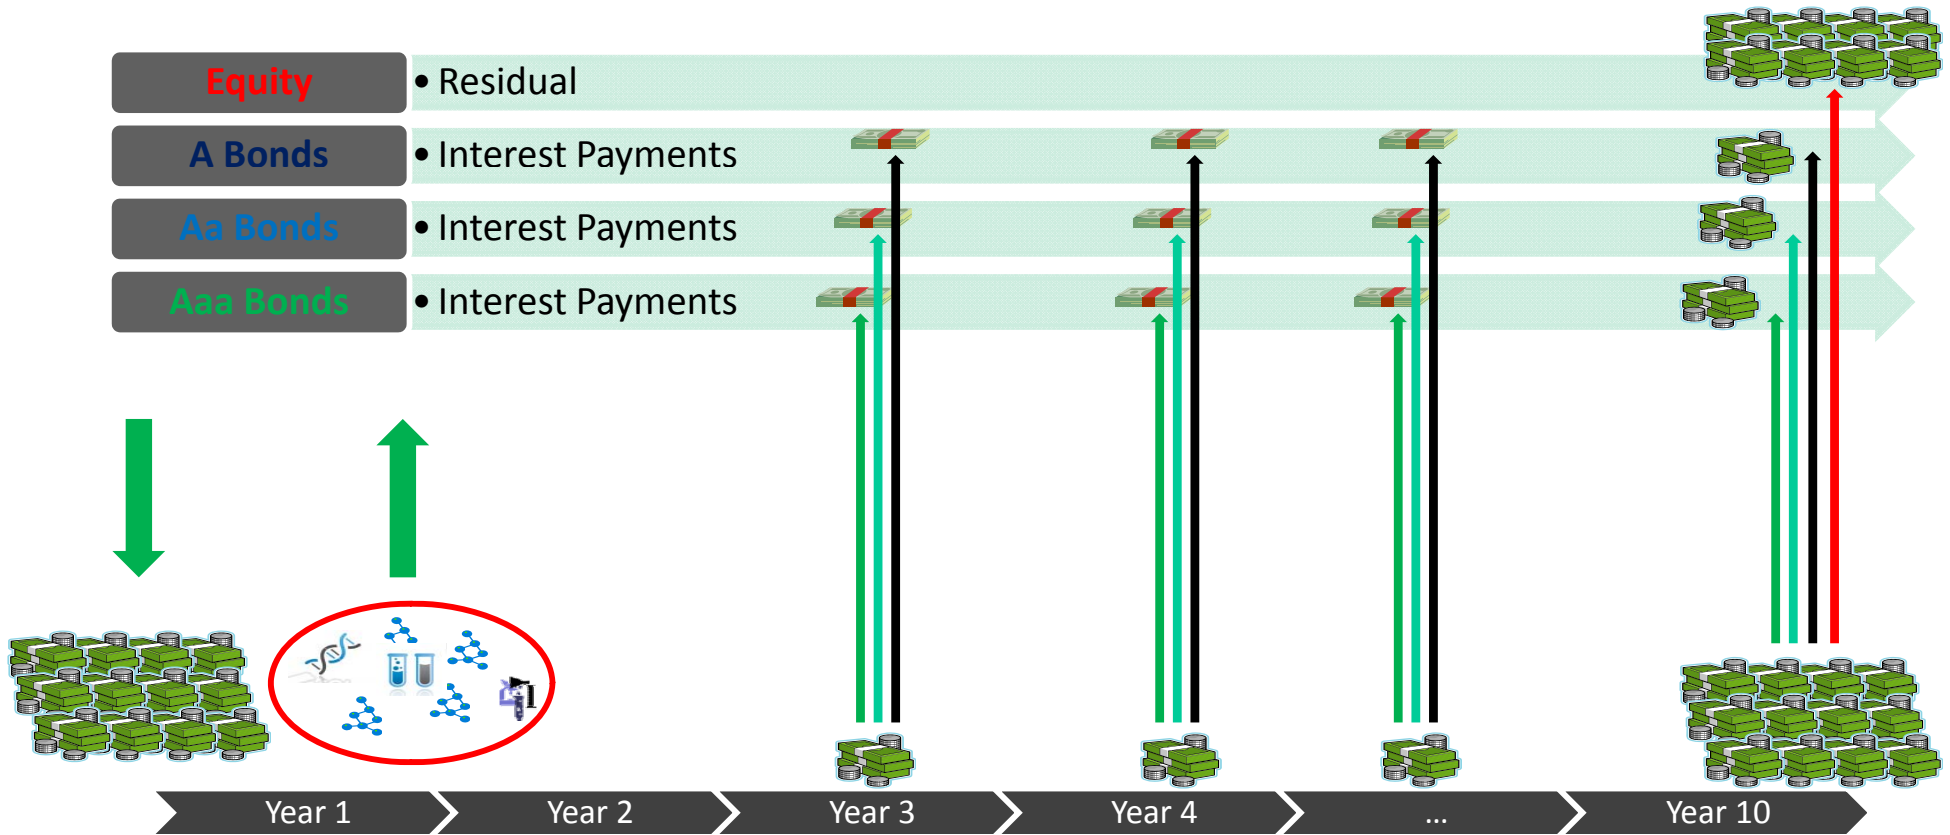 Equity
• Residual
A Bonds
• Interest Payments
Aa Bonds
• Interest Payments
Aaa Bonds
• Interest Payments
Year 1
Year 2
Year 3
Year 4
...
Year 10